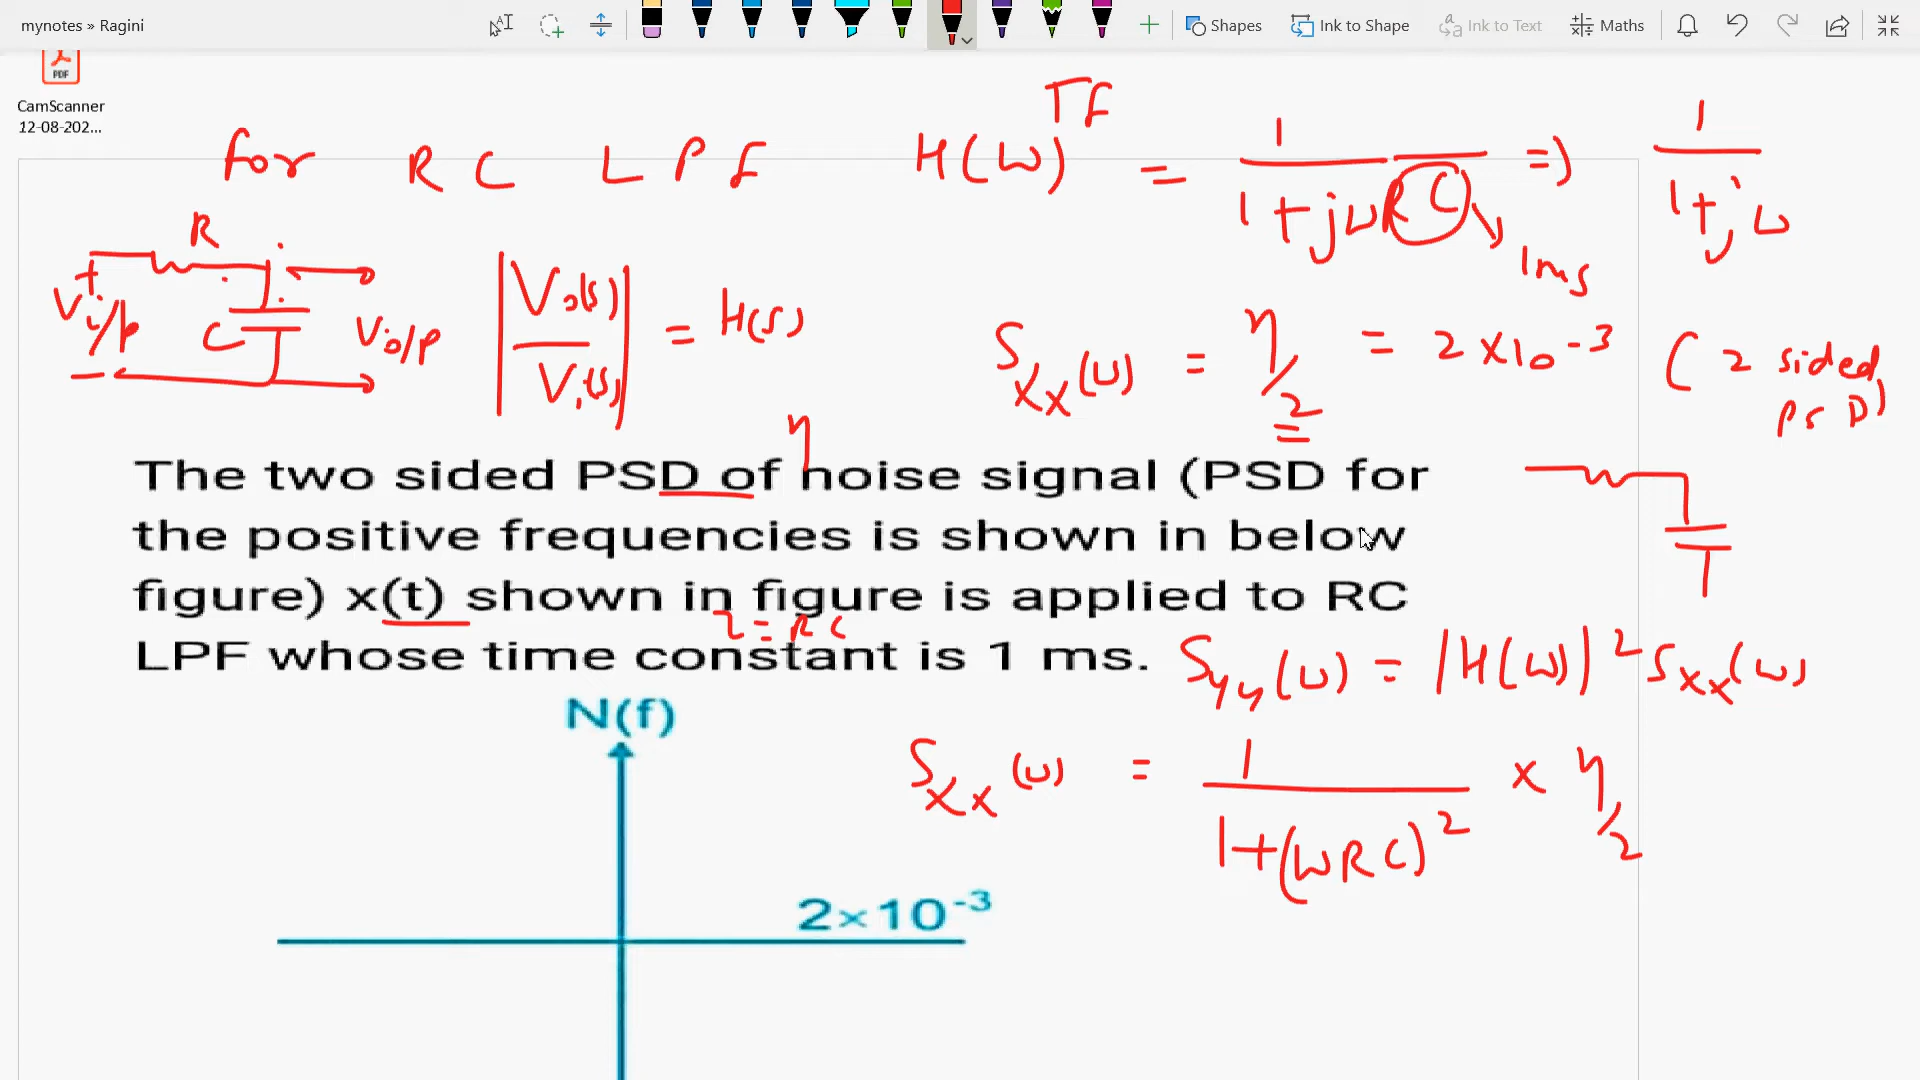 mynotes » Ragini
Shapes
Ink to Shape
Ink to Text
Maths
PDF
CamScanner
12-08-202...
TF
for RC LPF H(ω) = 1 / 1+jωRC => 1 / 1+jω
1ms
R
V i/p
C
V o/p
|Vo(s) / Vi(s)| = H(s)
Sxx(ω) = η/2 = 2×10-3 (2 sided PSD)
η
The two sided PSD of noise signal (PSD for
the positive frequencies is shown in below
figure) x(t) shown in figure is applied to RC
τ = RC
LPF whose time constant is 1 ms.
Syy(ω) = |H(ω)|2 Sxx(ω)
N(f)
Sxx(ω) = 1 / 1+(ωRC)2 × η/2
2×10-3